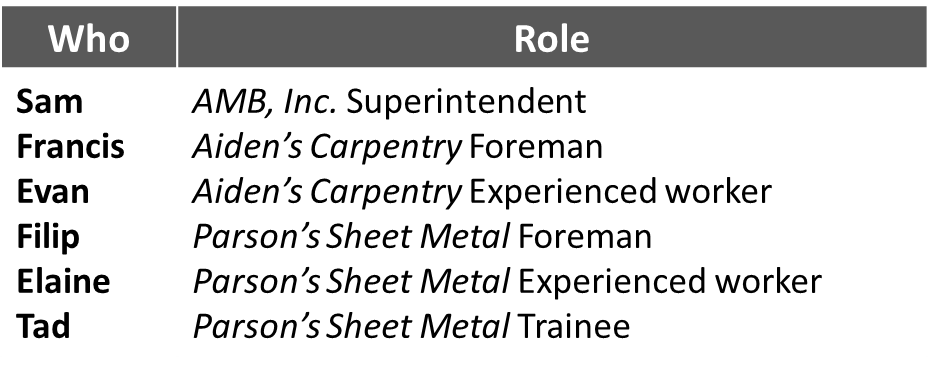 Who Role
Sam AMB, Inc. Superintendent
Francis Aiden’s Carpentry Foreman
Evan Aiden’s Carpentry Experienced worker
Filip Parson’s Sheet Metal Foreman
Elaine Parson’s Sheet Metal Experienced worker
Tad Parson’s Sheet Metal Trainee